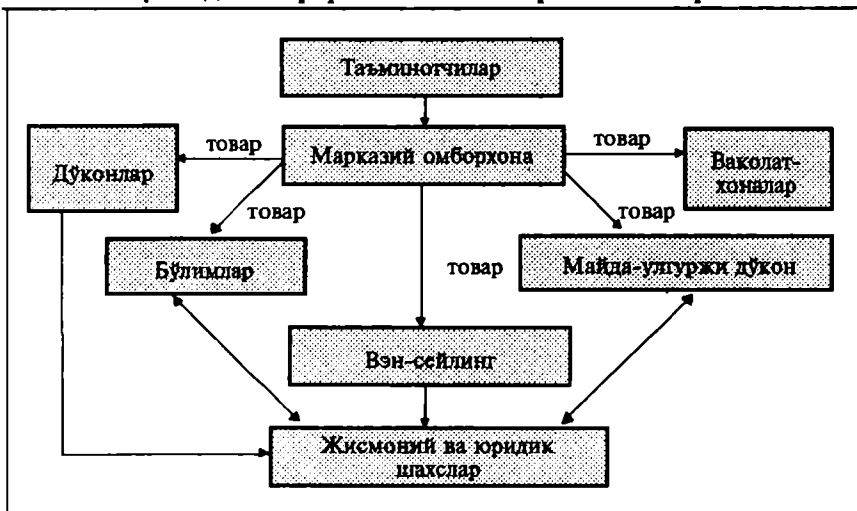 Таъминотчилар
товар
Марказий омборхона
товар
Дўконлар
Ваколат-
хоналар
товар
товар
Бўлимлар
товар
Майда-улгуржи дўкон
Вэн-сейлинг
Жисмоний ва юридик
шахслар